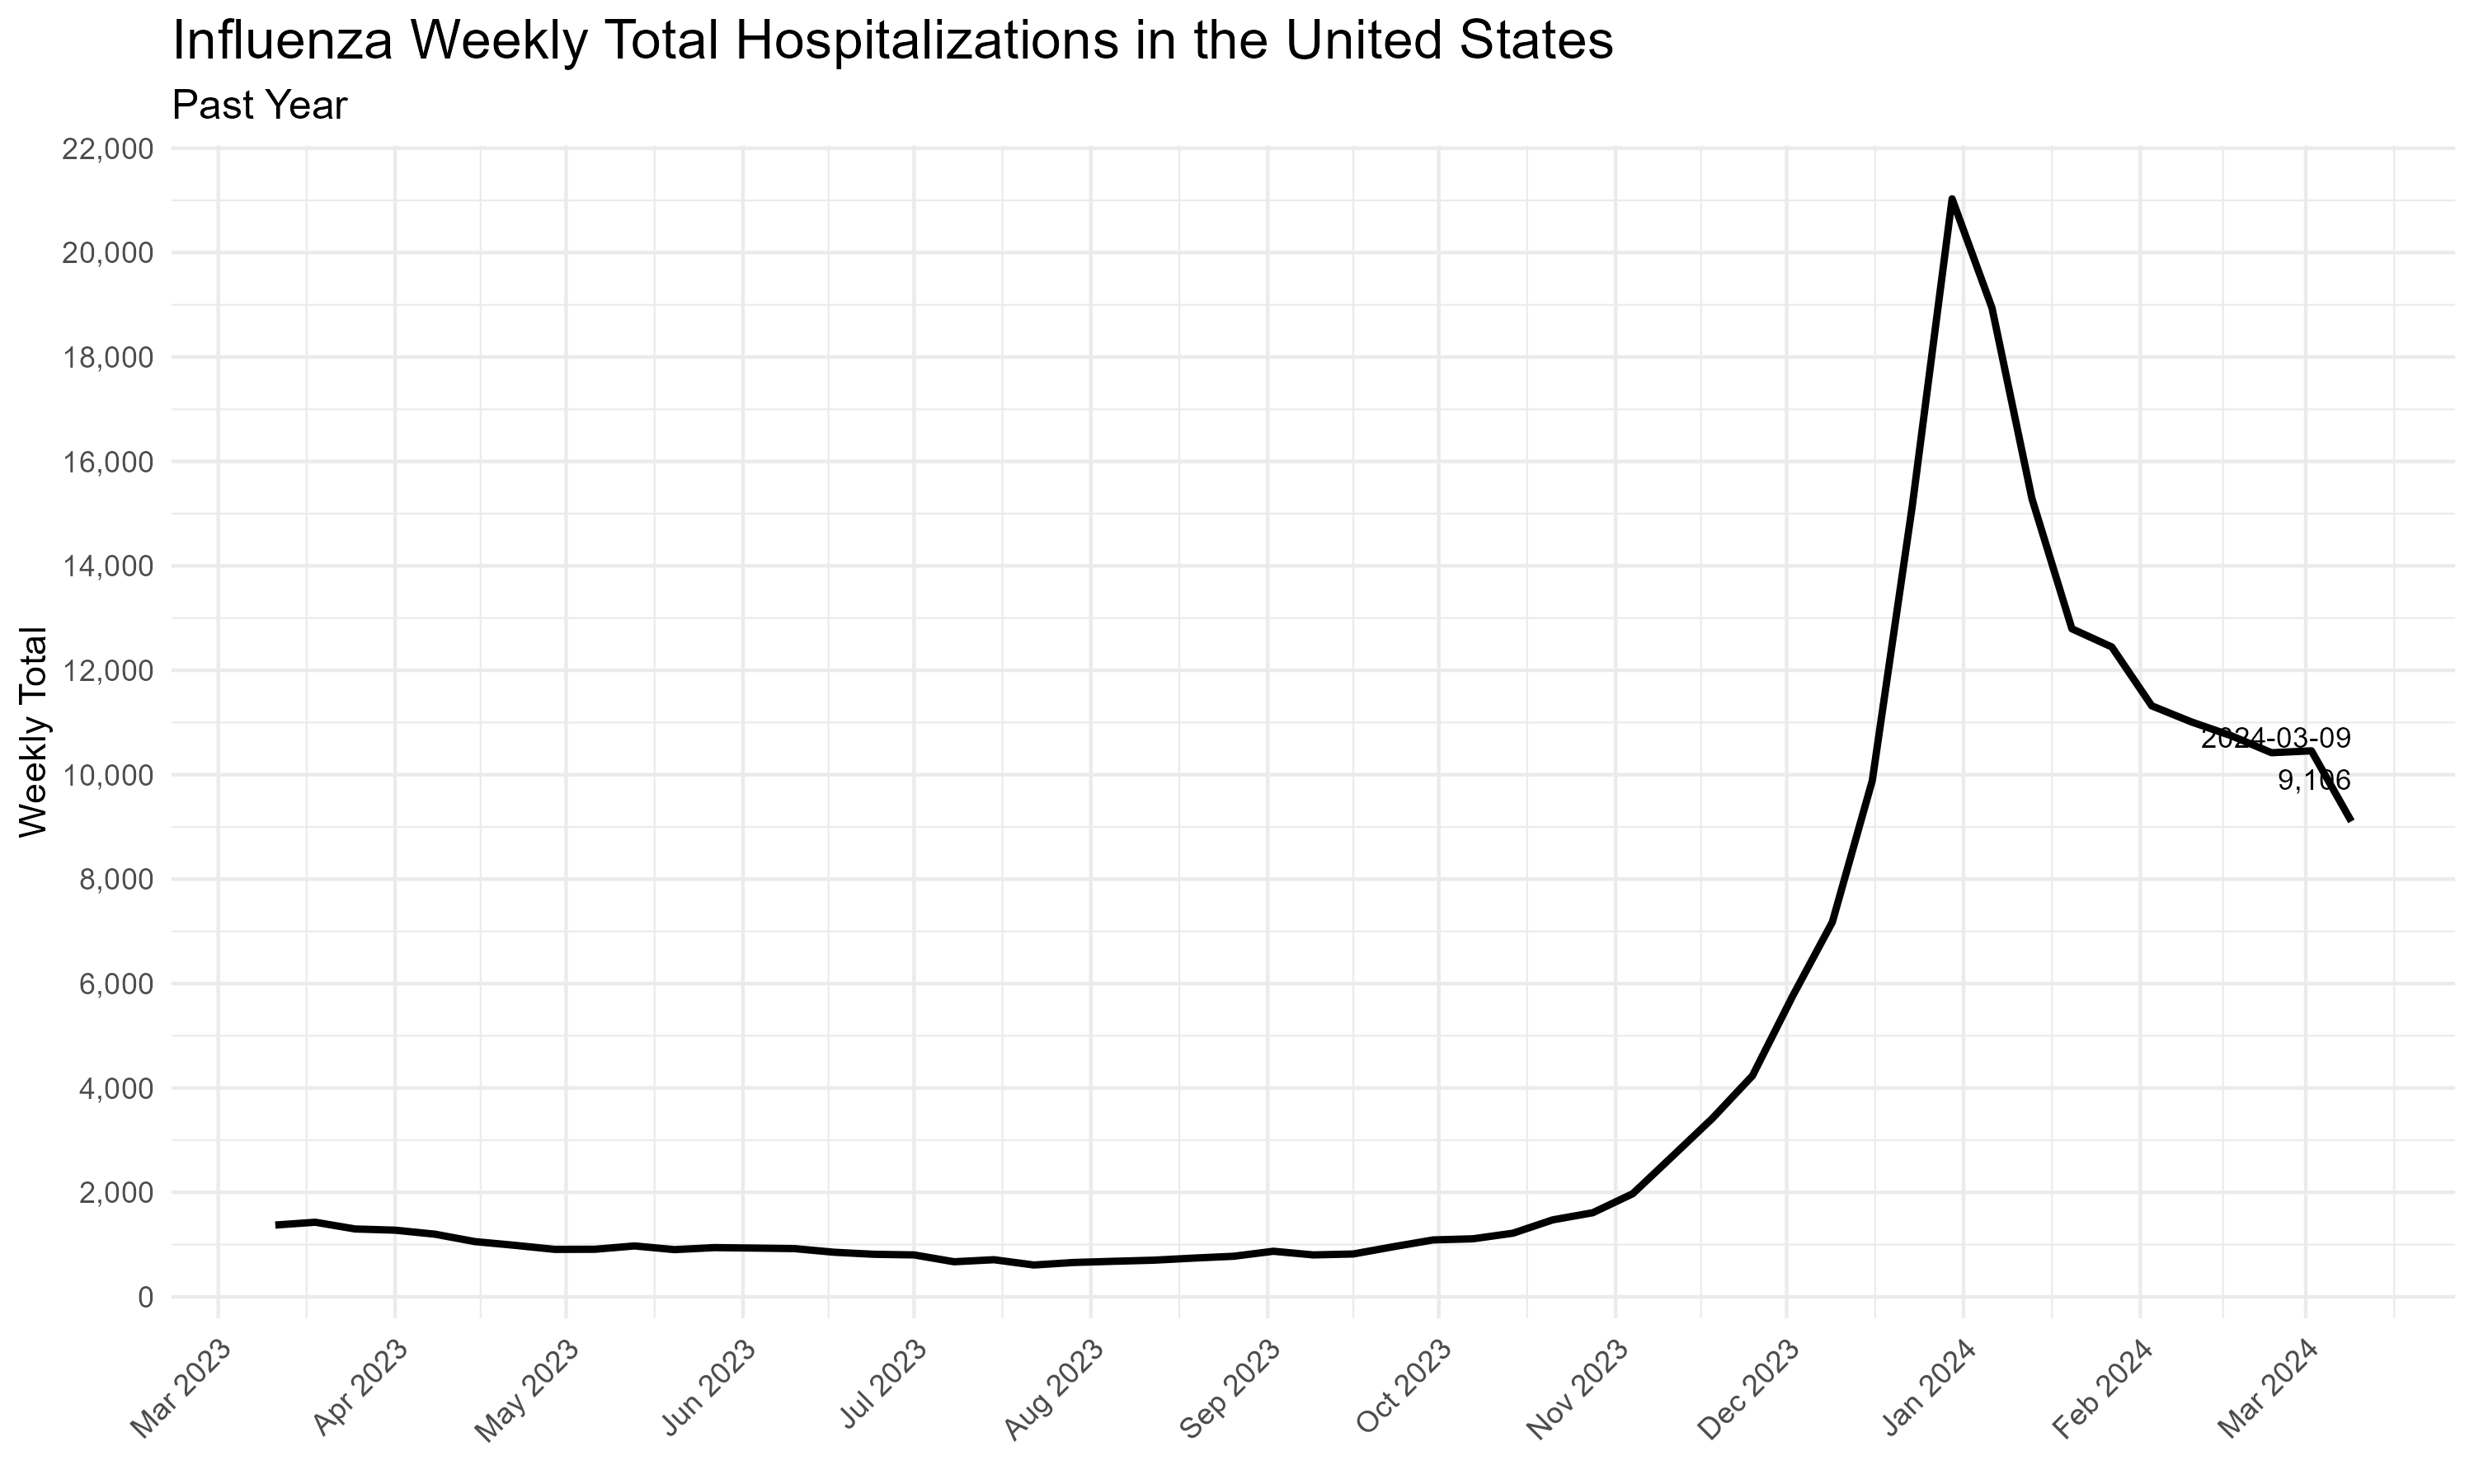 Influenza Weekly Total Hospitalizations in the United States
Past Year
Weekly Total
22,000
20,000
18,000
16,000
14,000
12,000
10,000
8,000
6,000
4,000
2,000
0
2024-03-09
9,106
Mar 2023
Apr 2023
May 2023
Jun 2023
Jul 2023
Aug 2023
Sep 2023
Oct 2023
Nov 2023
Dec 2023
Jan 2024
Feb 2024
Mar 2024